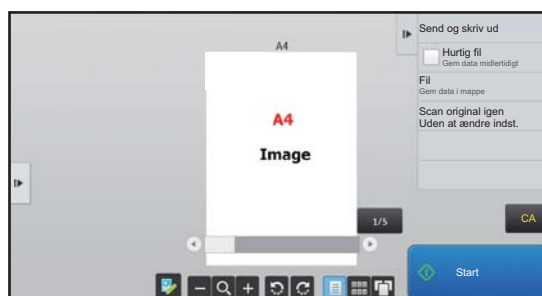 A4
A4
Image
1/5
Send og skriv ud
Hurtig fil
Gem data midlertidigt
Fil
Gem data i mappe
Scan original igen
Uden at ændre indst.
CA
Start